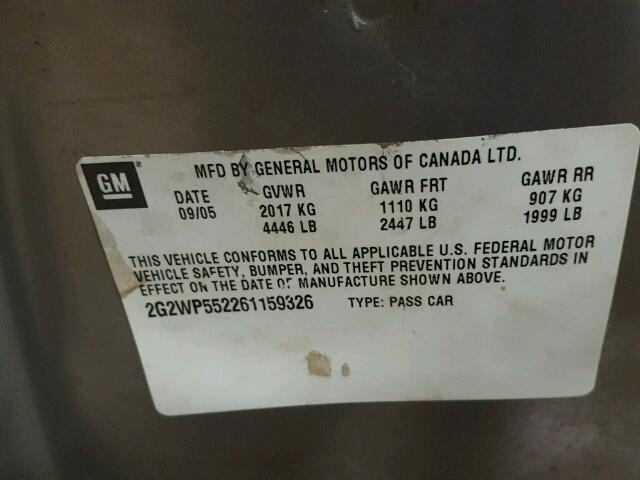 GM
MFD BY GENERAL MOTORS OF CANADA LTD.
DATE GVWR GAWR FRT GAWR RR
09/05 2017 KG 1110 KG 907 KG
4446 LB 2447 LB 1999 LB
THIS VEHICLE CONFORMS TO ALL APPLICABLE U.S. FEDERAL MOTOR
VEHICLE SAFETY, BUMPER, AND THEFT PREVENTION STANDARDS IN
EFFECT ON THE DATE OF MANUFACTURE SHOWN ABOVE.
2G2WP552261159326 TYPE: PASS CAR